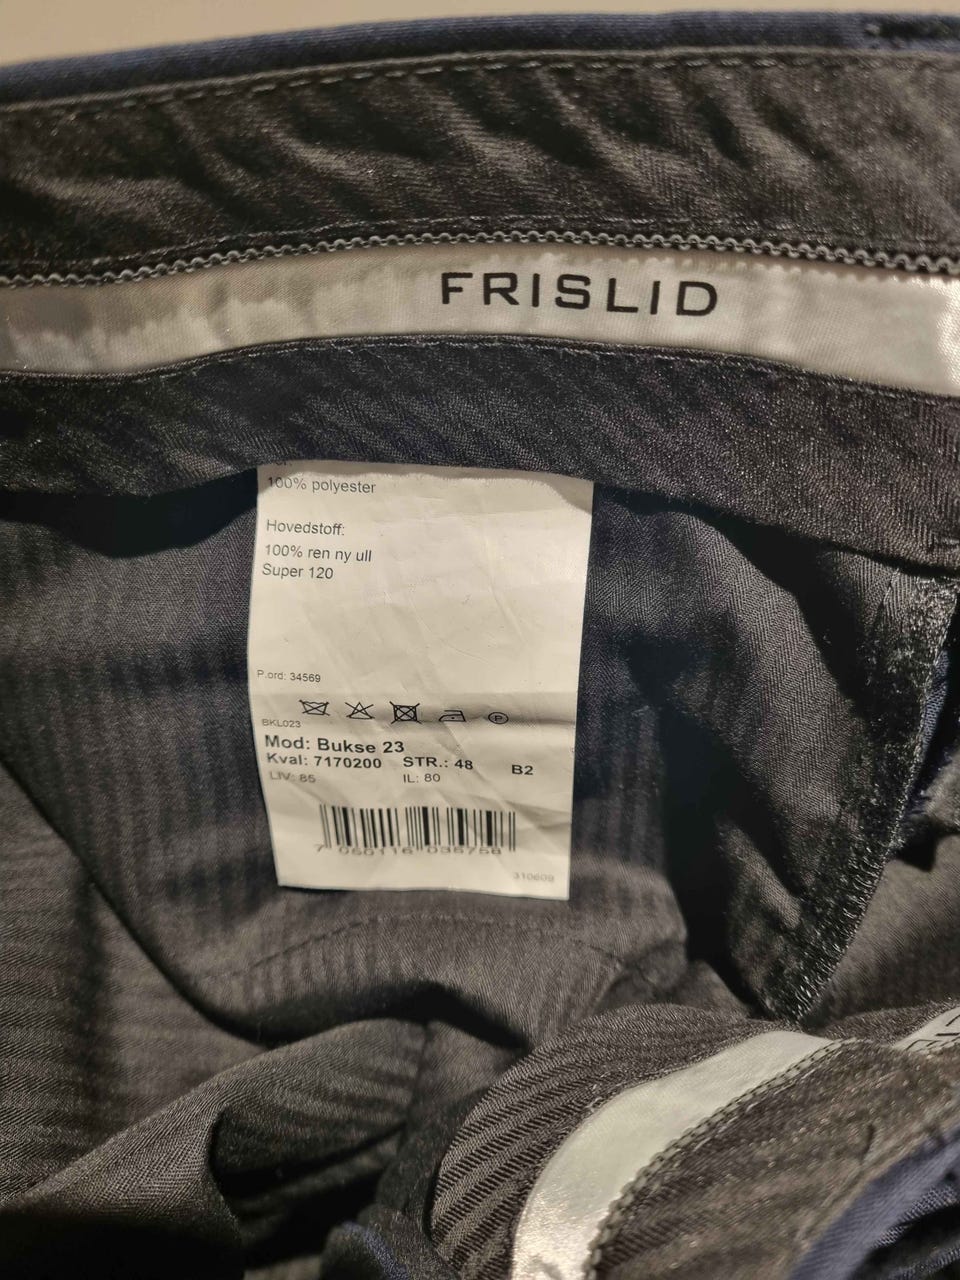 FRISLID
100% polyester
Hovedstoff:
100% ren ny ull
Super 120
P.ord: 34569
P
BKL023
Mod: Bukse 23
Kval: 7170200 STR.: 48 B2
LIV: 85 IL: 80
310609